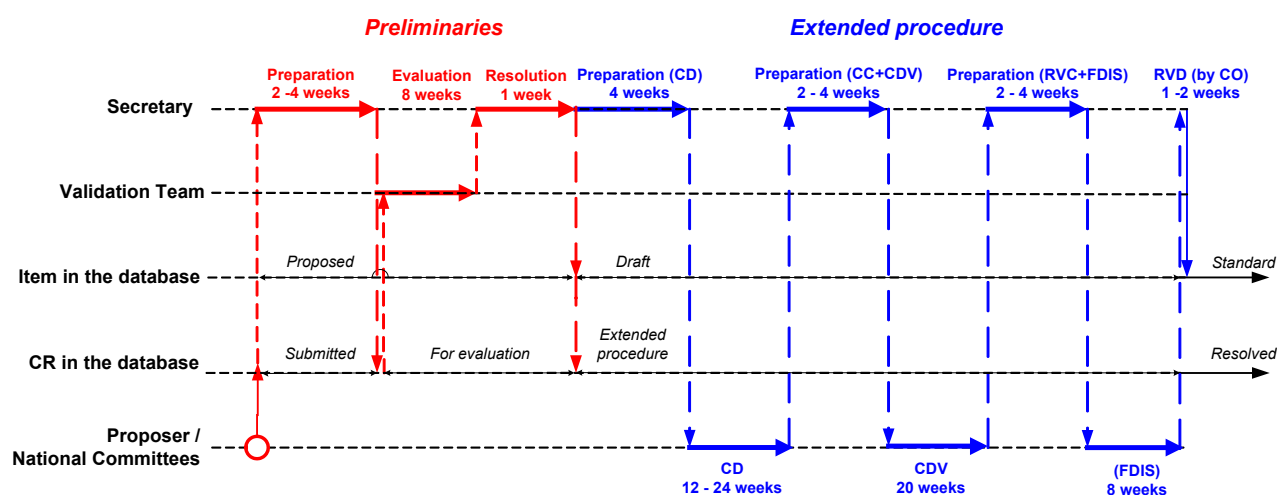 Preliminaries
Extended procedure
Preparation
2 -4 weeks
Evaluation
8 weeks
Resolution
1 week
Preparation (CD)
4 weeks
Preparation (CC+CDV)
2 - 4 weeks
Preparation (RVC+FDIS)
2 - 4 weeks
RVD (by CO)
1 -2 weeks
Secretary
Validation Team
Item in the database
Proposed
Draft
Standard
CR in the database
Submitted
For evaluation
Extended
procedure
Resolved
Proposer /
National Committees
CD
12 - 24 weeks
CDV
20 weeks
(FDIS)
8 weeks